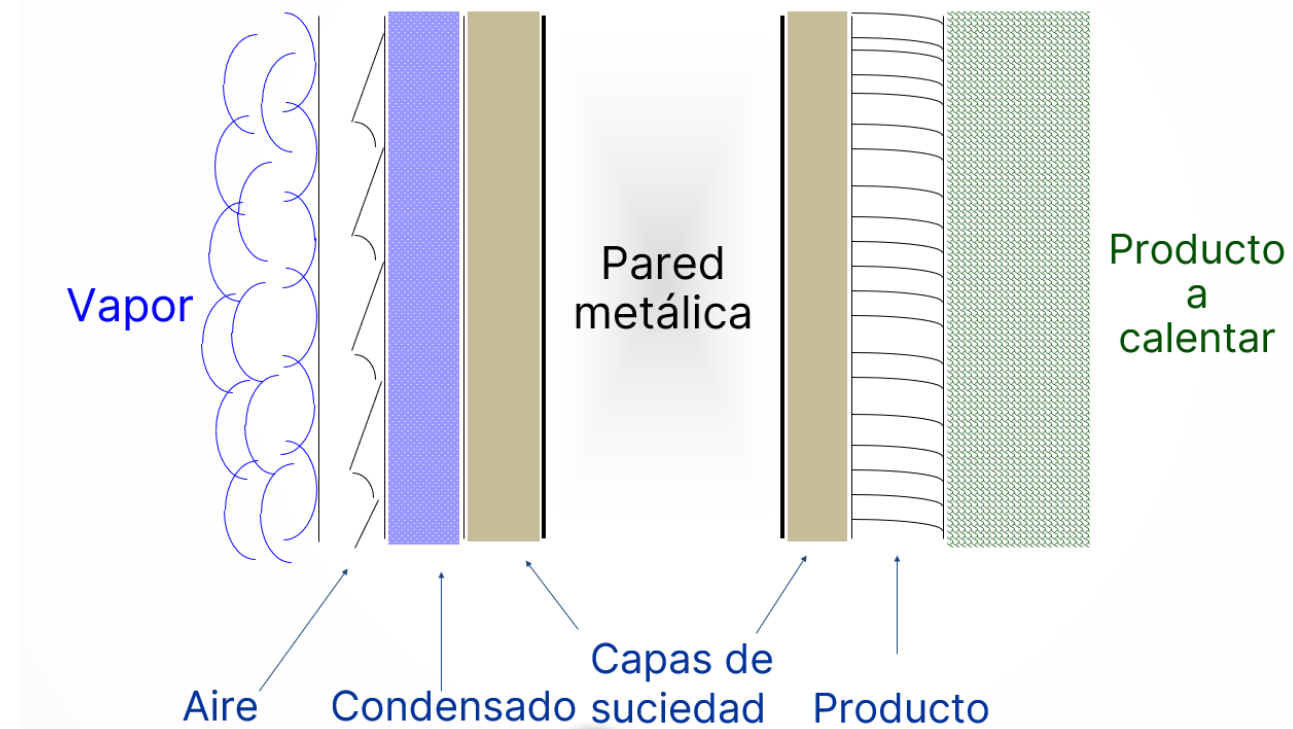 Vapor
Pared
metálica
Producto
a
calentar
Aire
Condensado
Capas de
suciedad
Producto